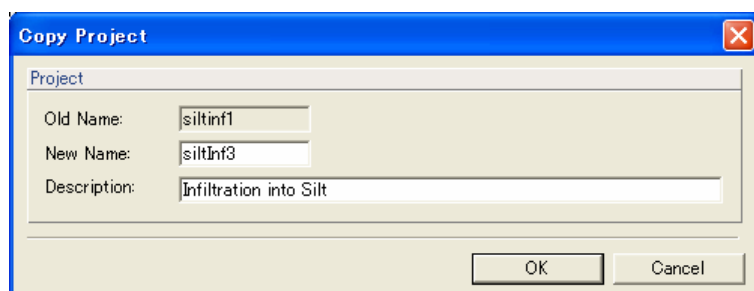 Copy Project
Project
Old Name: siltinf1
New Name: siltInf3
Description: Infiltration into Silt
OK Cancel